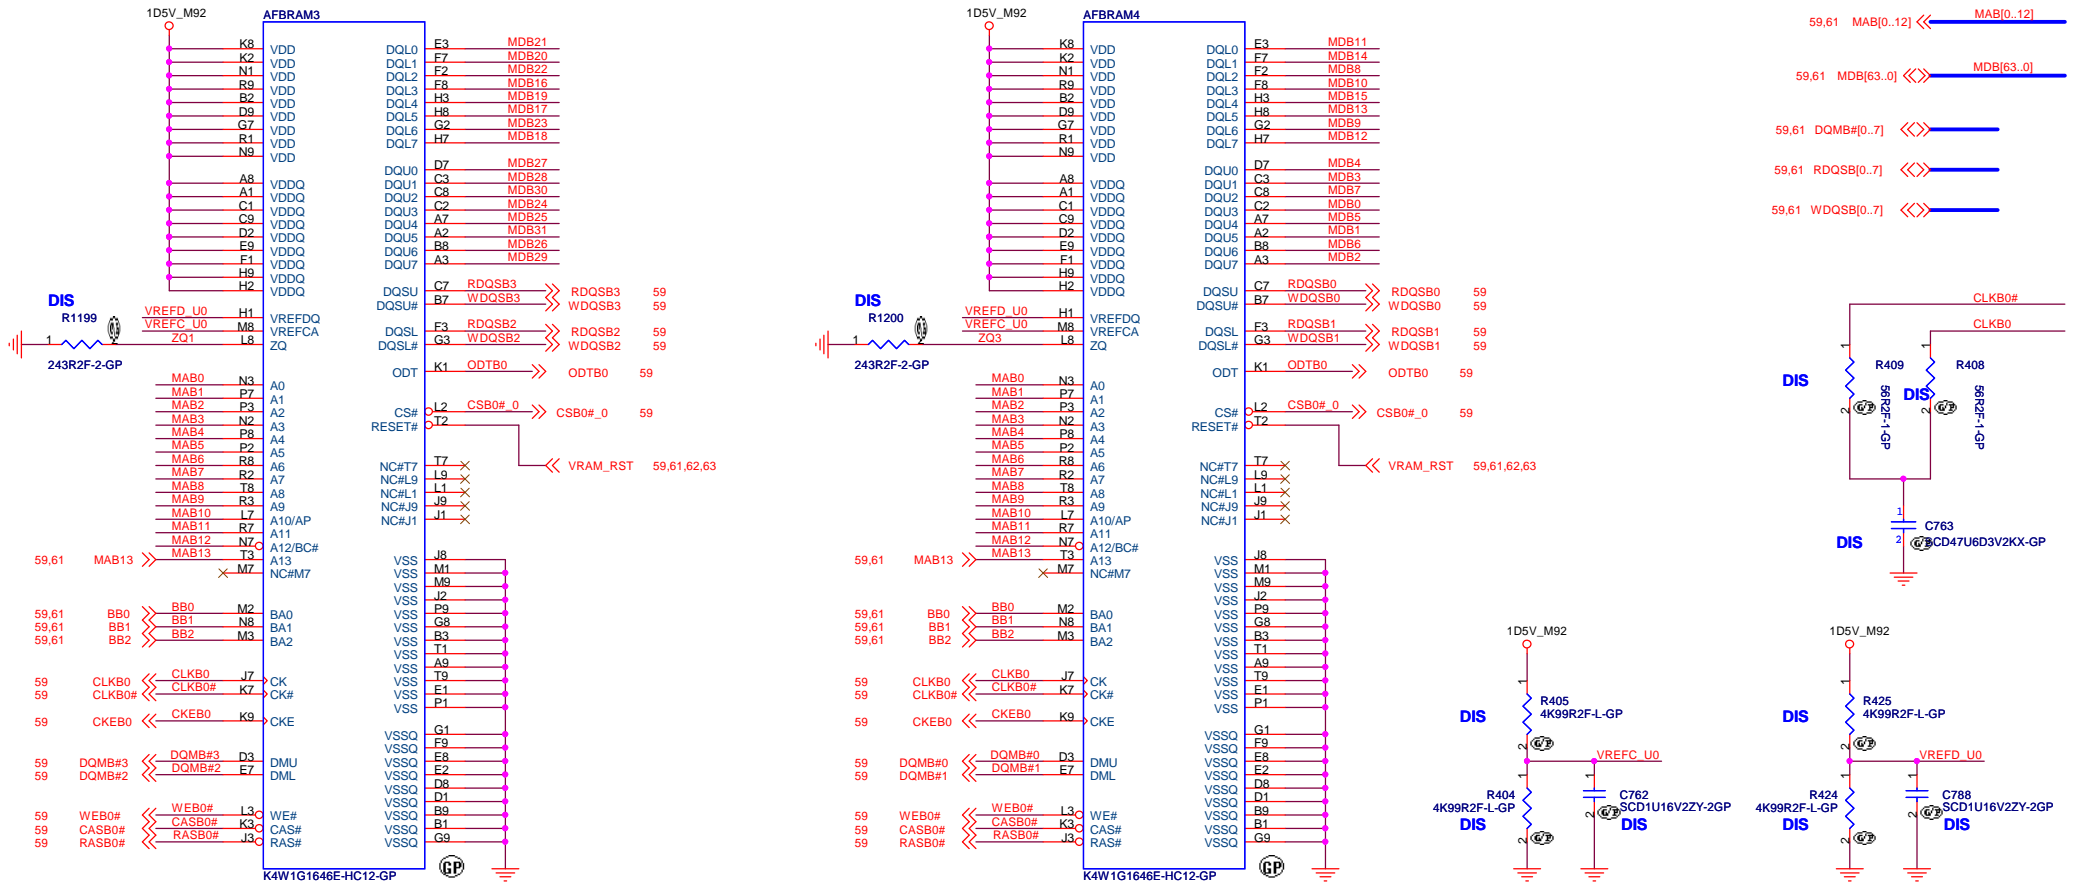 1D5V_M92
AFBRAM3
K8 VDD
K2 VDD
N1 VDD
R9 VDD
B2 VDD
D9 VDD
G7 VDD
R1 VDD
N9 VDD
A8 VDDQ
A1 VDDQ
C1 VDDQ
C9 VDDQ
D2 VDDQ
E9 VDDQ
F1 VDDQ
H9 VDDQ
H2 VDDQ
DIS
R1199
243R2F-2-GP
1 2
VREFD_U0 H1 VREFDQ
VREFC_U0 M8 VREFCA
ZQ1 L8 ZQ
MAB0 N3 A0
MAB1 P7 A1
MAB2 P3 A2
MAB3 N2 A3
MAB4 P8 A4
MAB5 P2 A5
MAB6 R8 A6
MAB7 R2 A7
MAB8 T8 A8
MAB9 R3 A9
MAB10 L7 A10/AP
MAB11 R7 A11
MAB12 N7 A12/BC#
59,61 MAB13 MAB13 T3 A13
M7 NC#M7
59,61 BB0 BB0 M2 BA0
59,61 BB1 BB1 N8 BA1
59,61 BB2 BB2 M3 BA2
59 CLKB0 CLKB0 J7 CK
59 CLKB0# CLKB0# K7 CK#
59 CKEB0 CKEB0 K9 CKE
59 DQMB#3 DQMB#3 D3 DMU
59 DQMB#2 DQMB#2 E7 DML
59 WEB0# WEB0# L3 WE#
59 CASB0# CASB0# K3 CAS#
59 RASB0# RASB0# J3 RAS#
DQL0 E3 MDB21
DQL1 F7 MDB20
DQL2 F2 MDB22
DQL3 F8 MDB16
DQL4 H3 MDB19
DQL5 H8 MDB17
DQL6 G2 MDB23
DQL7 H7 MDB18
DQU0 D7 MDB27
DQU1 C3 MDB28
DQU2 C8 MDB30
DQU3 C2 MDB24
DQU4 A7 MDB25
DQU5 A2 MDB31
DQU6 B8 MDB26
DQU7 A3 MDB29
DQSU C7 RDQSB3 RDQSB3 59
DQSU# B7 WDQSB3 WDQSB3 59
DQSL F3 RDQSB2 RDQSB2 59
DQSL# G3 WDQSB2 WDQSB2 59
ODT K1 ODTB0 ODTB0 59
CS# L2 CSB0#_0 CSB0#_0 59
RESET# T2 VRAM_RST 59,61,62,63
NC#T7 T7
NC#L9 L9
NC#L1 L1
NC#J9 J9
NC#J1 J1
VSS J8
VSS M1
VSS M9
VSS J2
VSS P9
VSS G8
VSS B3
VSS T1
VSS A9
VSS T9
VSS E1
VSS P1
VSSQ G1
VSSQ F9
VSSQ E8
VSSQ E2
VSSQ D8
VSSQ D1
VSSQ B9
VSSQ B1
VSSQ G9
GP
K4W1G1646E-HC12-GP
1D5V_M92
AFBRAM4
K8 VDD
K2 VDD
N1 VDD
R9 VDD
B2 VDD
D9 VDD
G7 VDD
R1 VDD
N9 VDD
A8 VDDQ
A1 VDDQ
C1 VDDQ
C9 VDDQ
D2 VDDQ
E9 VDDQ
F1 VDDQ
H9 VDDQ
H2 VDDQ
DIS
R1200
243R2F-2-GP
1 2
VREFD_U0 H1 VREFDQ
VREFC_U0 M8 VREFCA
ZQ3 L8 ZQ
MAB0 N3 A0
MAB1 P7 A1
MAB2 P3 A2
MAB3 N2 A3
MAB4 P8 A4
MAB5 P2 A5
MAB6 R8 A6
MAB7 R2 A7
MAB8 T8 A8
MAB9 R3 A9
MAB10 L7 A10/AP
MAB11 R7 A11
MAB12 N7 A12/BC#
59,61 MAB13 MAB13 T3 A13
M7 NC#M7
59,61 BB0 BB0 M2 BA0
59,61 BB1 BB1 N8 BA1
59,61 BB2 BB2 M3 BA2
59 CLKB0 CLKB0 J7 CK
59 CLKB0# CLKB0# K7 CK#
59 CKEB0 CKEB0 K9 CKE
59 DQMB#0 DQMB#0 D3 DMU
59 DQMB#1 DQMB#1 E7 DML
59 WEB0# WEB0# L3 WE#
59 CASB0# CASB0# K3 CAS#
59 RASB0# RASB0# J3 RAS#
DQL0 E3 MDB11
DQL1 F7 MDB14
DQL2 F2 MDB8
DQL3 F8 MDB10
DQL4 H3 MDB15
DQL5 H8 MDB13
DQL6 G2 MDB9
DQL7 H7 MDB12
DQU0 D7 MDB4
DQU1 C3 MDB3
DQU2 C8 MDB7
DQU3 C2 MDB0
DQU4 A7 MDB5
DQU5 A2 MDB1
DQU6 B8 MDB6
DQU7 A3 MDB2
DQSU C7 RDQSB0 RDQSB0 59
DQSU# B7 WDQSB0 WDQSB0 59
DQSL F3 RDQSB1 RDQSB1 59
DQSL# G3 WDQSB1 WDQSB1 59
ODT K1 ODTB0 ODTB0 59
CS# L2 CSB0#_0 CSB0#_0 59
RESET# T2 VRAM_RST 59,61,62,63
NC#T7 T7
NC#L9 L9
NC#L1 L1
NC#J9 J9
NC#J1 J1
VSS J8
VSS M1
VSS M9
VSS J2
VSS P9
VSS G8
VSS B3
VSS T1
VSS A9
VSS T9
VSS E1
VSS P1
VSSQ G1
VSSQ F9
VSSQ E8
VSSQ E2
VSSQ D8
VSSQ D1
VSSQ B9
VSSQ B1
VSSQ G9
GP
K4W1G1646E-HC12-GP
59,61 MAB[0..12] MAB[0..12]
59,61 MDB[63..0] MDB[63..0]
59,61 DQMB#[0..7]
59,61 RDQSB[0..7]
59,61 WDQSB[0..7]
CLKB0#
CLKB0
1 1
R409 R408
DIS DIS
56R2F-1-GP 56R2F-1-GP
2 2
1
C763
DIS
2 SCD47U6D3V2KX-GP
1D5V_M92
1
R405
4K99R2F-L-GP
DIS
2
VREFC_U0
1 1
R404 C762
4K99R2F-L-GP SCD1U16V2ZY-2GP
DIS DIS
2 2
1D5V_M92
1
R425
4K99R2F-L-GP
DIS
2
VREFD_U0
1 1
R424 C788
4K99R2F-L-GP SCD1U16V2ZY-2GP
DIS DIS
2 2